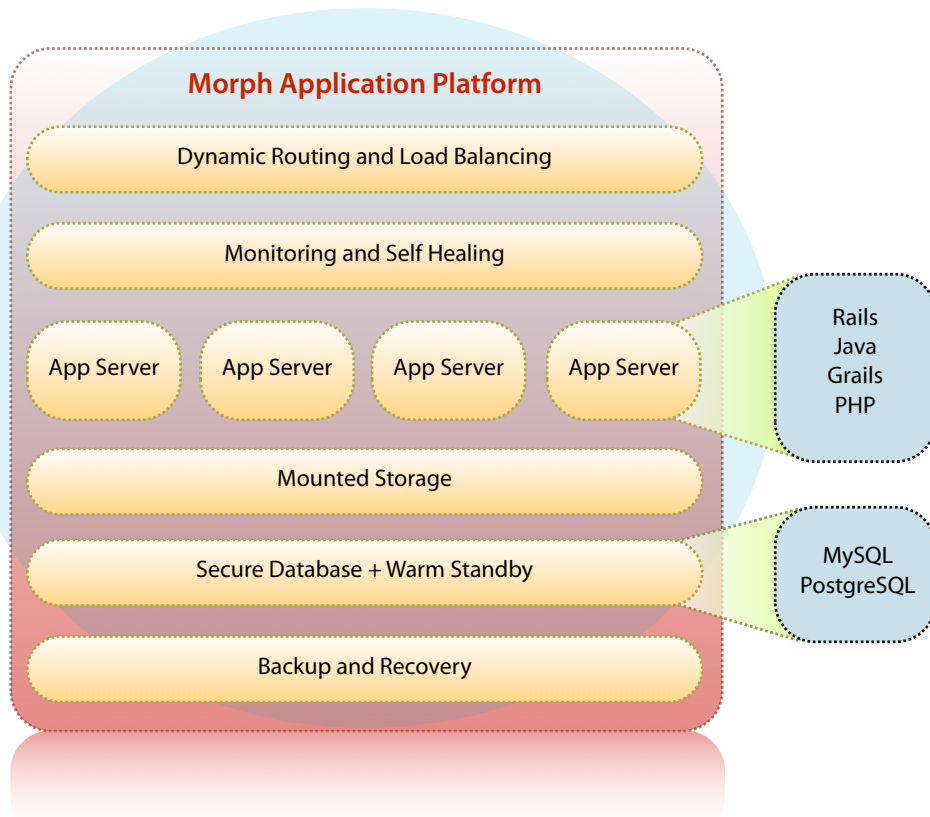 Morph Application Platform
Dynamic Routing and Load Balancing
Monitoring and Self Healing
App Server App Server App Server App Server
Rails
Java
Grails
PHP
Mounted Storage
Secure Database + Warm Standby
MySQL
PostgreSQL
Backup and Recovery